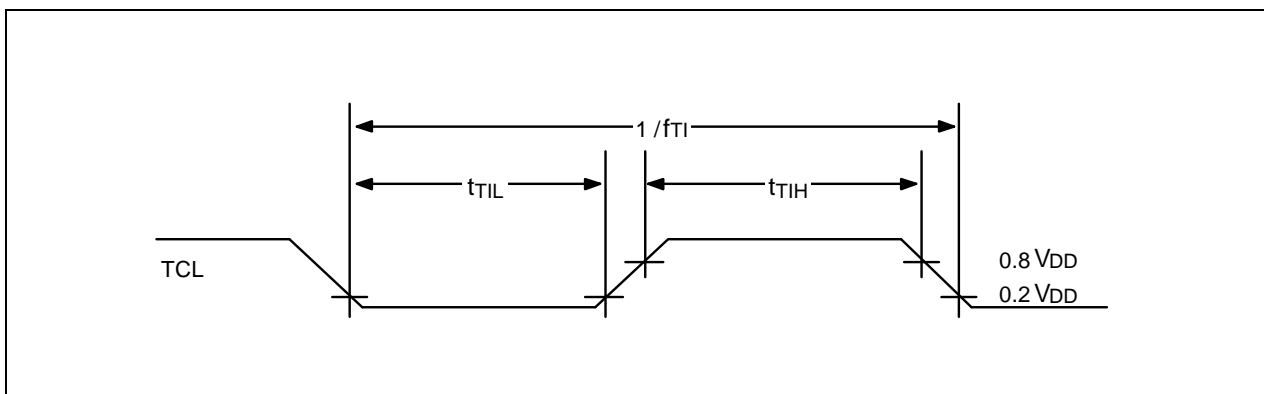 1 / fTI
tTIL
tTIH
TCL
0.8 VDD
0.2 VDD